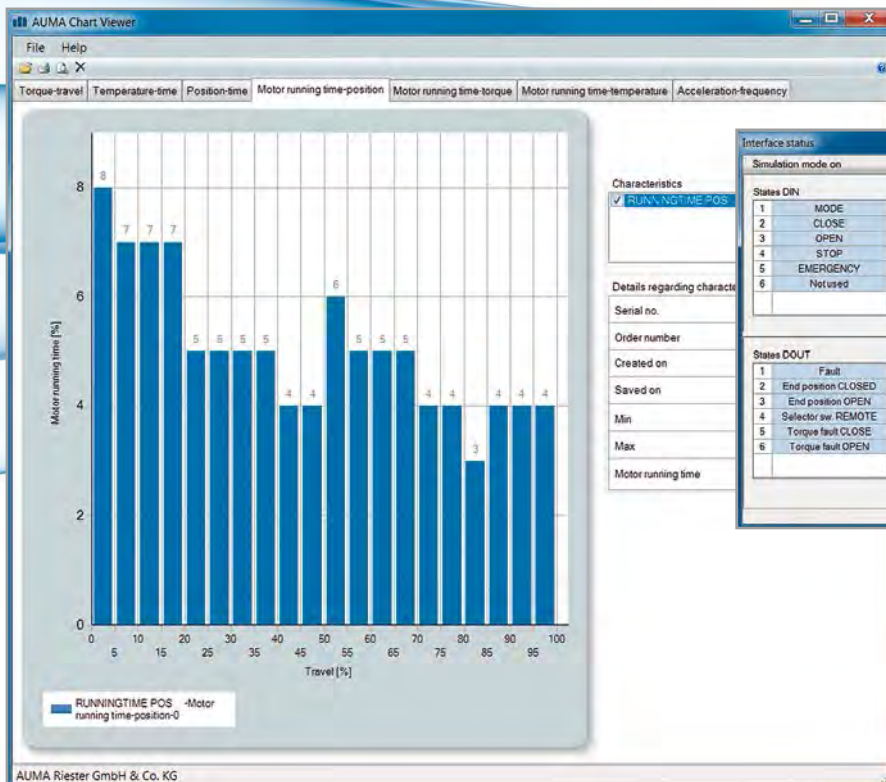 AUMA Chart Viewer
File Help
Torque-travel Temperature-time Position-time Motor running time-position Motor running time-torque Motor running time-temperature Acceleration-frequency
Motor running time [%]
8
6
4
2
0
8 7 7 7 5 5 5 5 4 4 6 5 5 5 4 4 3 4 4 4
0 10 20 30 40 50 60 70 80 90 100
5 15 25 35 45 55 65 75 85 95
Travel [%]
RUNNINGTIME POS -Motor
running time-position-0
Characteristics
RUNNINGTIME POS
Details regarding characte
Serial no.
Order number
Created on
Saved on
Min
Max
Motor running time
Interface status
Simulation mode on
States DIN
1 MODE
2 CLOSE
3 OPEN
4 STOP
5 EMERGENCY
6 Not used
States DOUT
1 Fault
2 End position CLOSED
3 End position OPEN
4 Selector sw. REMOTE
5 Torque fault CLOSE
6 Torque fault OPEN
AUMA Riester GmbH & Co. KG